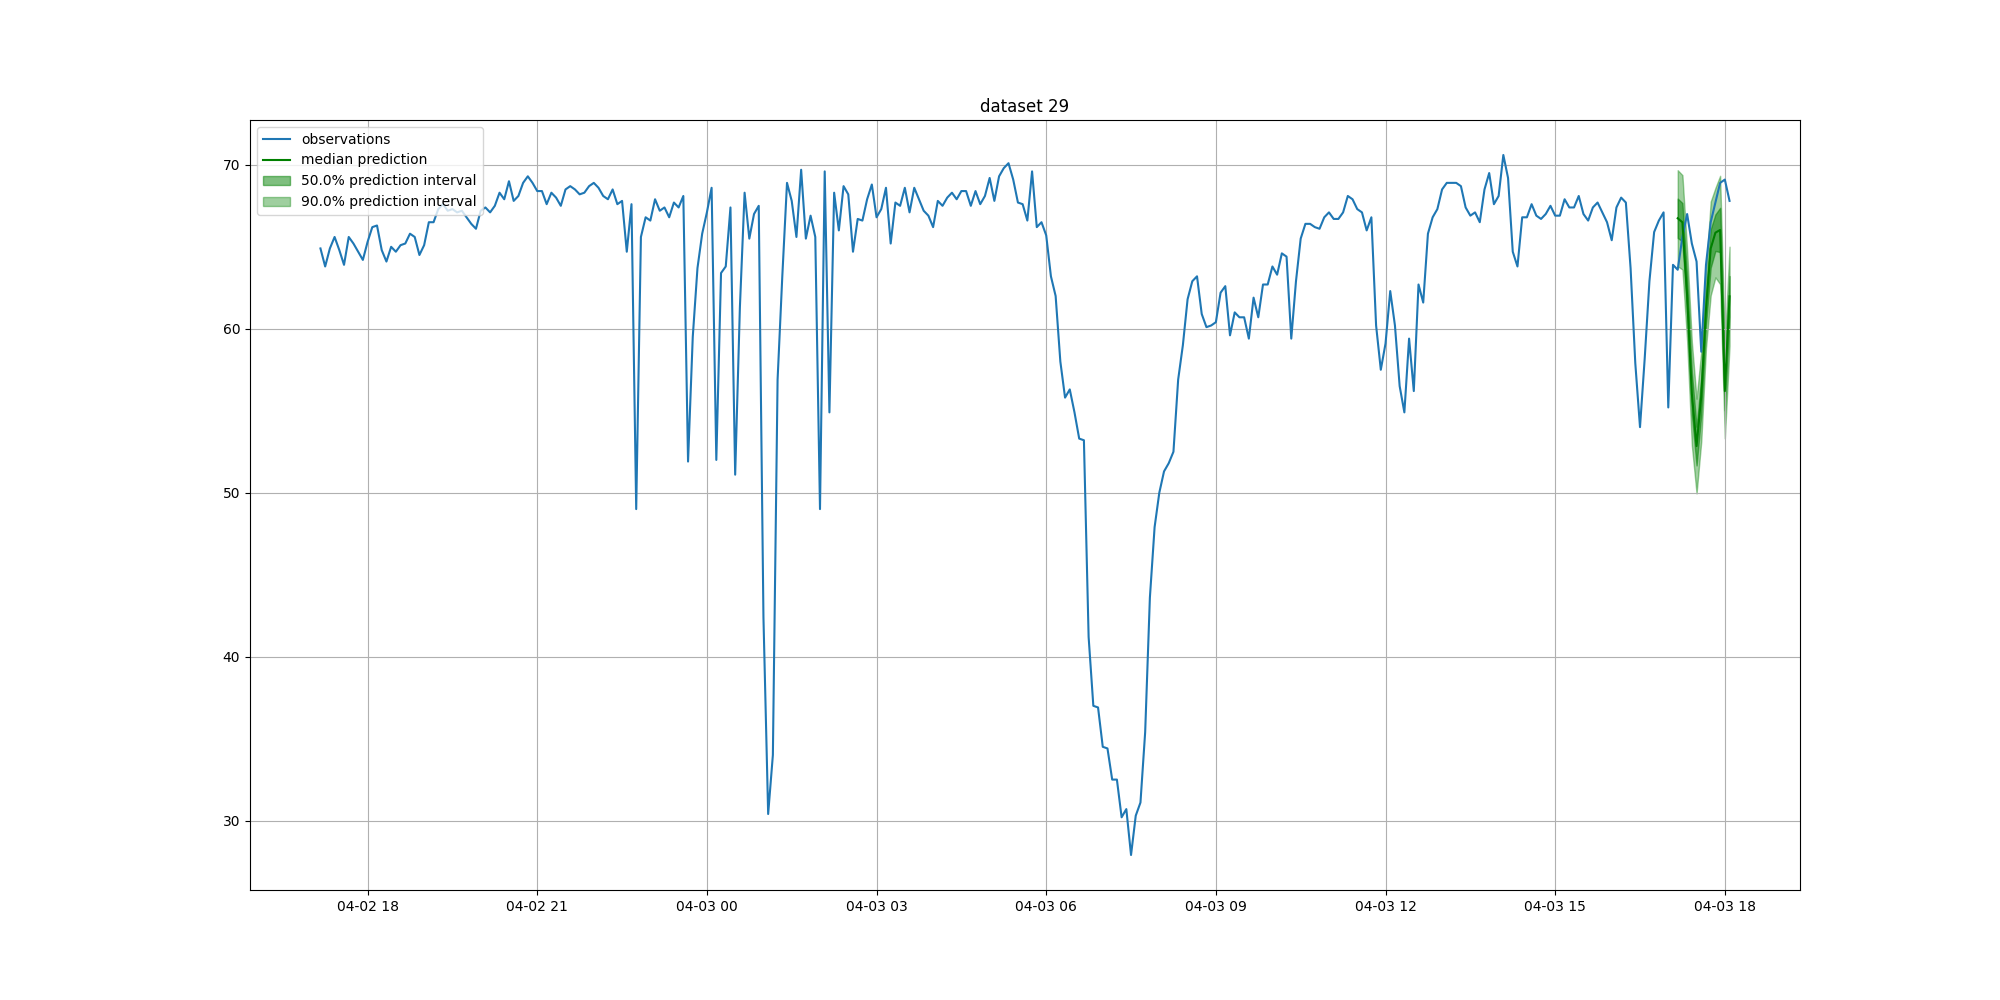 dataset 29
observations
median prediction
50.0% prediction interval
90.0% prediction interval
70
60
50
40
30
04-02 18
04-02 21
04-03 00
04-03 03
04-03 06
04-03 09
04-03 12
04-03 15
04-03 18